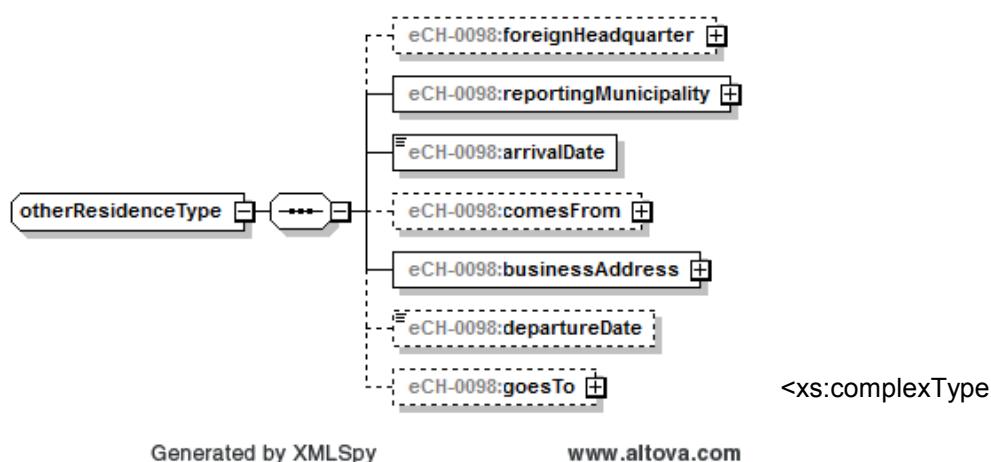 eCH-0098:foreignHeadquarter
eCH-0098:reportingMunicipality
eCH-0098:arrivalDate
otherResidenceType
eCH-0098:comesFrom
eCH-0098:businessAddress
eCH-0098:departureDate
eCH-0098:goesTo
<xs:complexType
Generated by XMLSpy www.altova.com